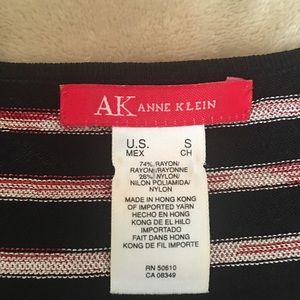 AK ANNE KLEIN
U.S. S
MEX CH
74% RAYON/
RAYON/RAYONNE
26% NYLON/
NILON POLIAMIDA/
NYLON
MADE IN HONG KONG
OF IMPORTED YARN
HECHO EN HONG
KONG DE EL HILO
IMPORTADO
FAIT DANS HONG
KONG DE FIL IMPORTE
RN 50610
CA 08349